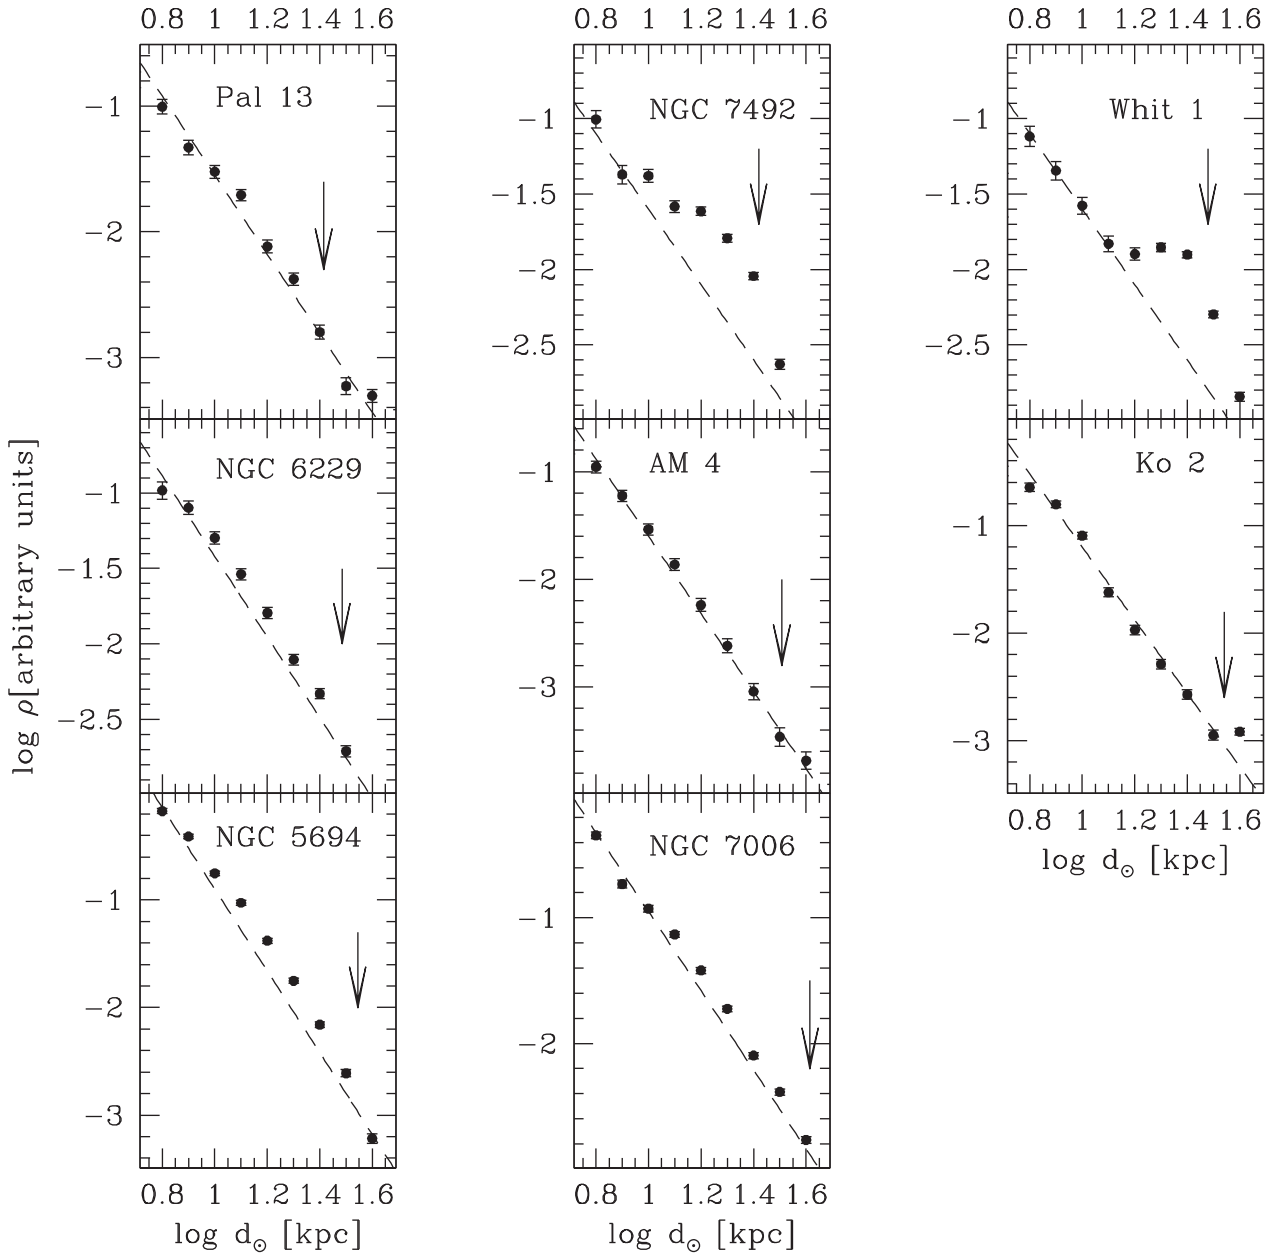 0.8 1 1.2 1.4 1.6
0.8 1 1.2 1.4 1.6
0.8 1 1.2 1.4 1.6
Pal 13
−1
−2
−3
NGC 7492
−1
−1.5
−2
−2.5
Whit 1
−1
−1.5
−2
−2.5
log ρ[arbitrary units]
NGC 6229
−1
−1.5
−2
−2.5
AM 4
−1
−2
−3
Ko 2
−1
−2
−3
0.8 1 1.2 1.4 1.6
log d☉ [kpc]
NGC 5694
−1
−2
−3
NGC 7006
−1
−2
0.8 1 1.2 1.4 1.6
0.8 1 1.2 1.4 1.6
log d☉ [kpc]
log d☉ [kpc]